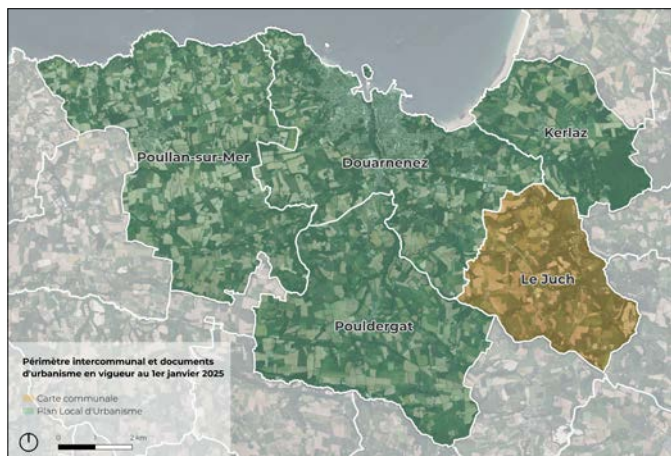 Kerlaz
Poullan-sur-Mer
Douarnenez
Le Juch
Pouldergat
Périmètre intercommunal et documents
d'urbanisme en vigueur au 1er janvier 2025
Carte communale
Plan Local d'Urbanisme
0 1 2 km